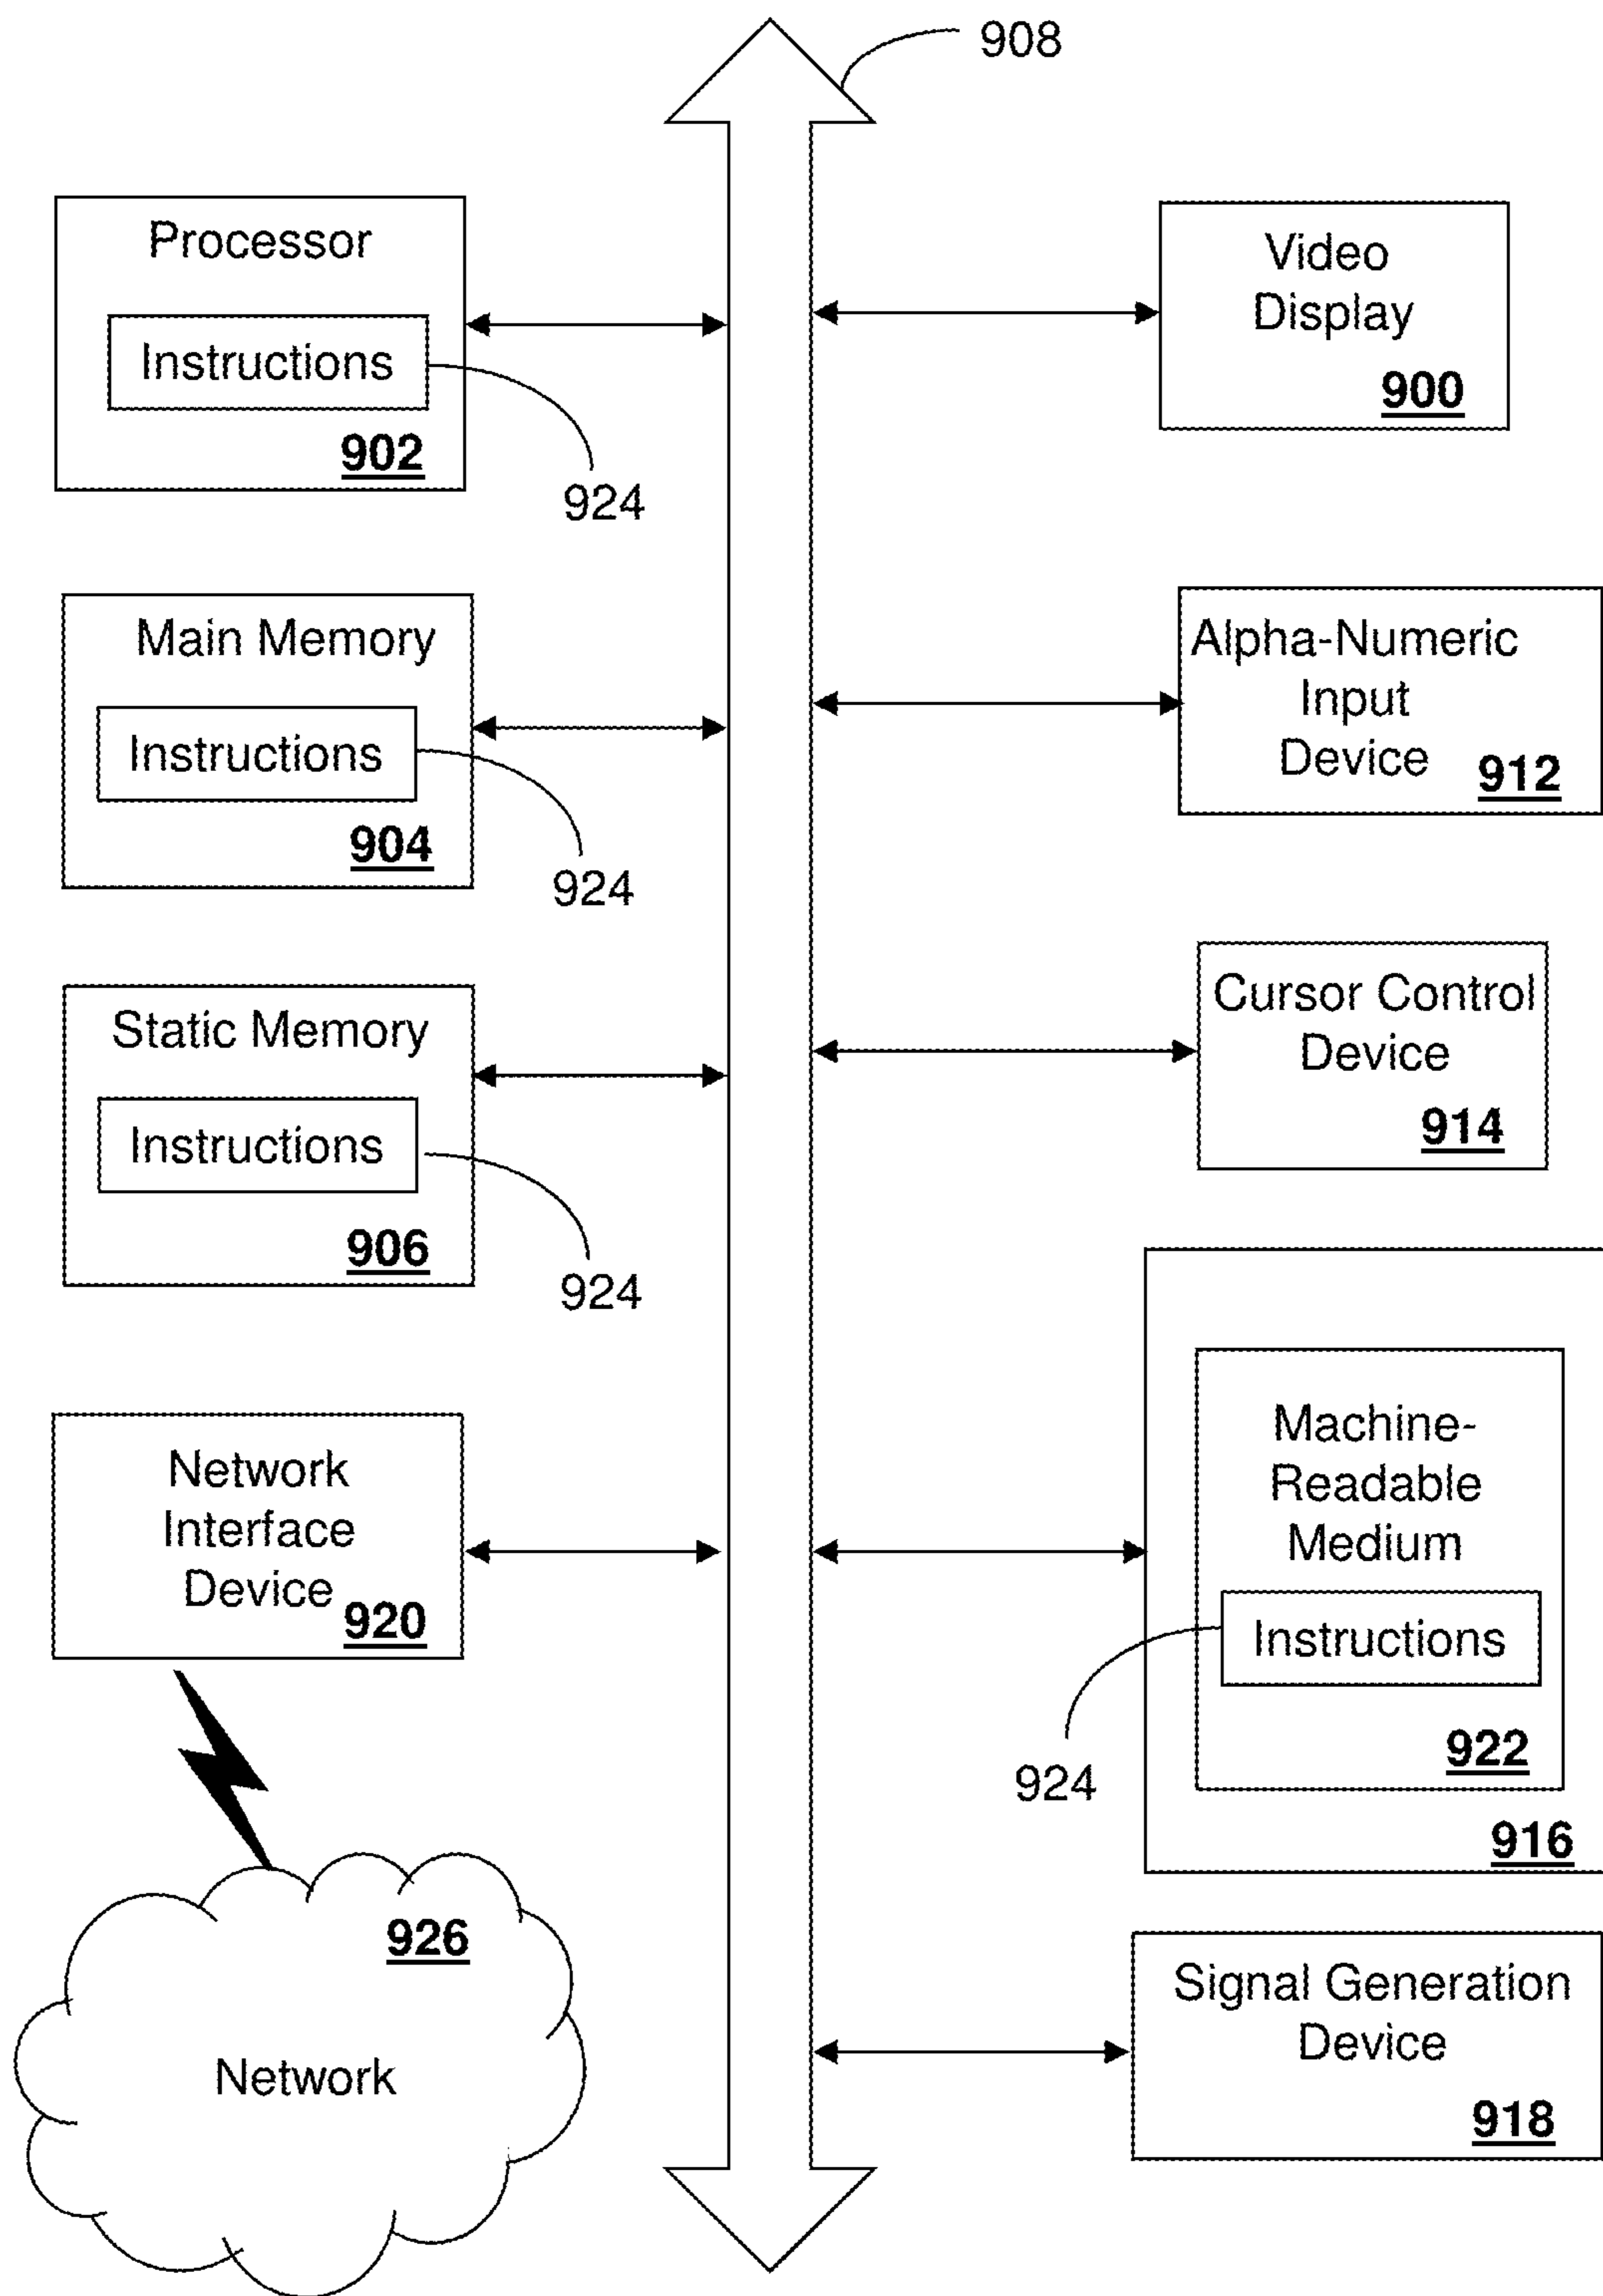 908
Processor
Instructions
902
924
Video
Display
900
Main Memory
Instructions
904
924
Alpha-Numeric
Input
Device
912
Static Memory
Instructions
906
924
Cursor Control
Device
914
Network
Interface
Device
920
Machine-
Readable
Medium
Instructions
922
924
916
926
Network
Signal Generation
Device
918